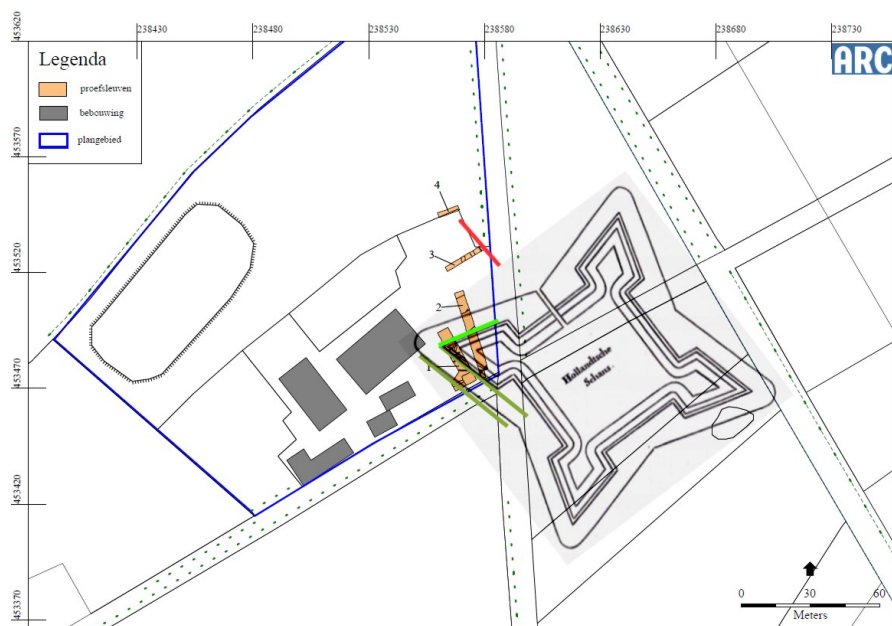 238430 238480 238530 238580 238630 238680 238730
ARC
453620
453570
453520
453470
453420
453370
Legenda
proefsleuven
bebouwing
plangebied
4
3
2
1
Hollandsche
Schans.
0 30 60
Meters